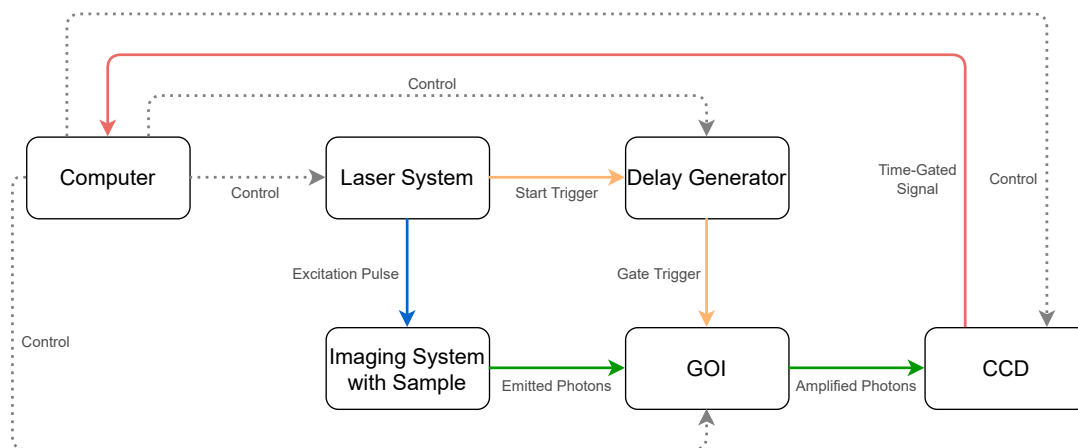 Control
Computer
Control
Laser System
Start Trigger
Delay Generator
Time-Gated
Signal
Control
Excitation Pulse
Gate Trigger
Control
Imaging System
with Sample
Emitted Photons
GOI
Amplified Photons
CCD